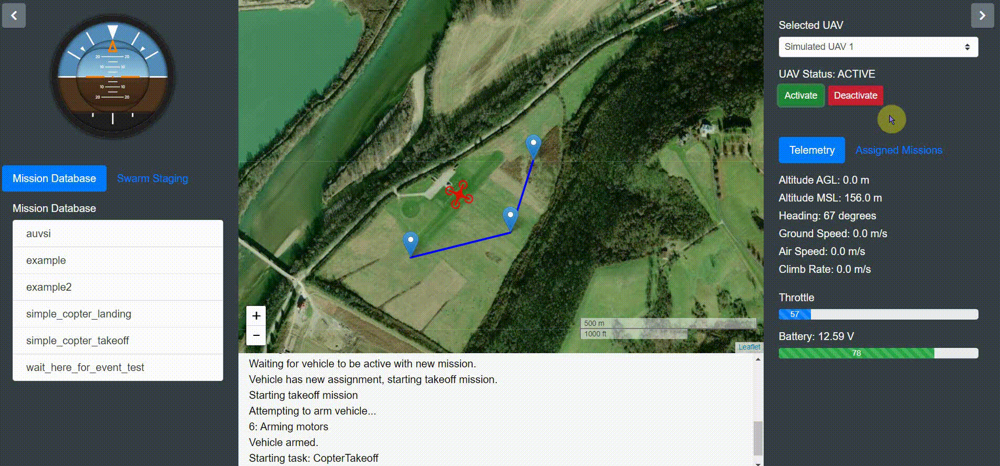 20 20
10 10
10 10
20 20
Mission Database
Swarm Staging
Mission Database
auvsi
example
example2
simple_copter_landing
simple_copter_takeoff
wait_here_for_event_test
+
−
500 m
1000 ft
Leaflet
Waiting for vehicle to be active with new mission.
Vehicle has new assignment, starting takeoff mission.
Starting takeoff mission
Attempting to arm vehicle...
6: Arming motors
Vehicle armed.
Starting task: CopterTakeoff
Selected UAV
Simulated UAV 1
UAV Status: ACTIVE
Activate
Deactivate
Telemetry
Assigned Missions
Altitude AGL: 0.0 m
Altitude MSL: 156.0 m
Heading: 67 degrees
Ground Speed: 0.0 m/s
Air Speed: 0.0 m/s
Climb Rate: 0.0 m/s
Throttle
57
Battery: 12.59 V
78